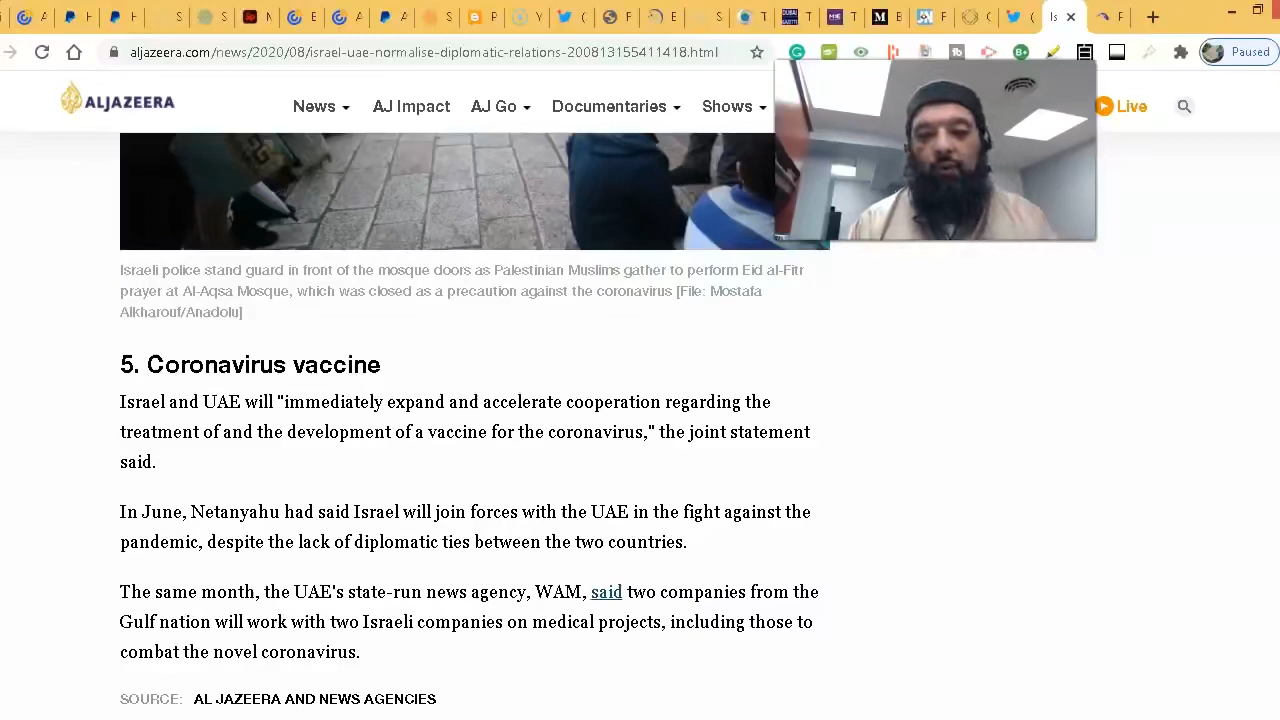 aljazeera.com/news/2020/08/israel-uae-normalise-diplomatic-relations-200813155411418.html
Paused
ALJAZEERA
News
AJ Impact
AJ Go
Documentaries
Shows
Live
Israeli police stand guard in front of the mosque doors as Palestinian Muslims gather to perform Eid al-Fitr
prayer at Al-Aqsa Mosque, which was closed as a precaution against the coronavirus [File: Mostafa
Alkharouf/Anadolu]
5. Coronavirus vaccine
Israel and UAE will "immediately expand and accelerate cooperation regarding the
treatment of and the development of a vaccine for the coronavirus," the joint statement
said.
In June, Netanyahu had said Israel will join forces with the UAE in the fight against the
pandemic, despite the lack of diplomatic ties between the two countries.
The same month, the UAE's state-run news agency, WAM, said two companies from the
Gulf nation will work with two Israeli companies on medical projects, including those to
combat the novel coronavirus.
SOURCE: AL JAZEERA AND NEWS AGENCIES